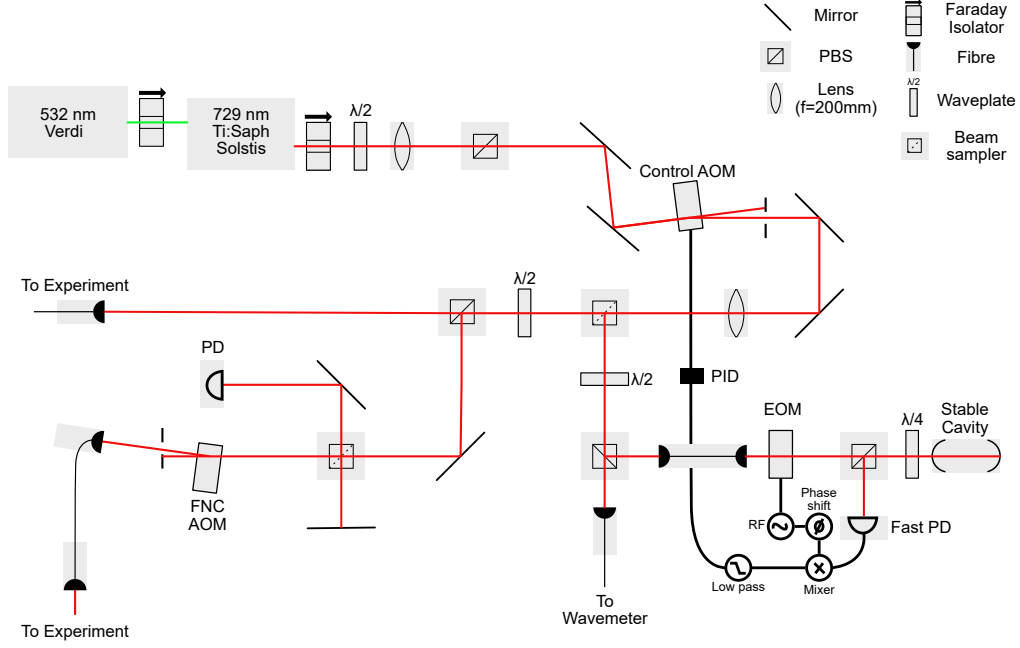 Mirror
Faraday
Isolator
PBS
Fibre
λ/2
Lens
(f=200mm)
Waveplate
Beam
sampler
532 nm
Verdi
729 nm
Ti:Saph
Solstis
λ/2
Control AOM
To Experiment
λ/2
PD
λ/2
PID
EOM
λ/4
Stable
Cavity
FNC
AOM
Phase
shift
RF
Fast PD
Low pass
Mixer
To
Wavemeter
To Experiment